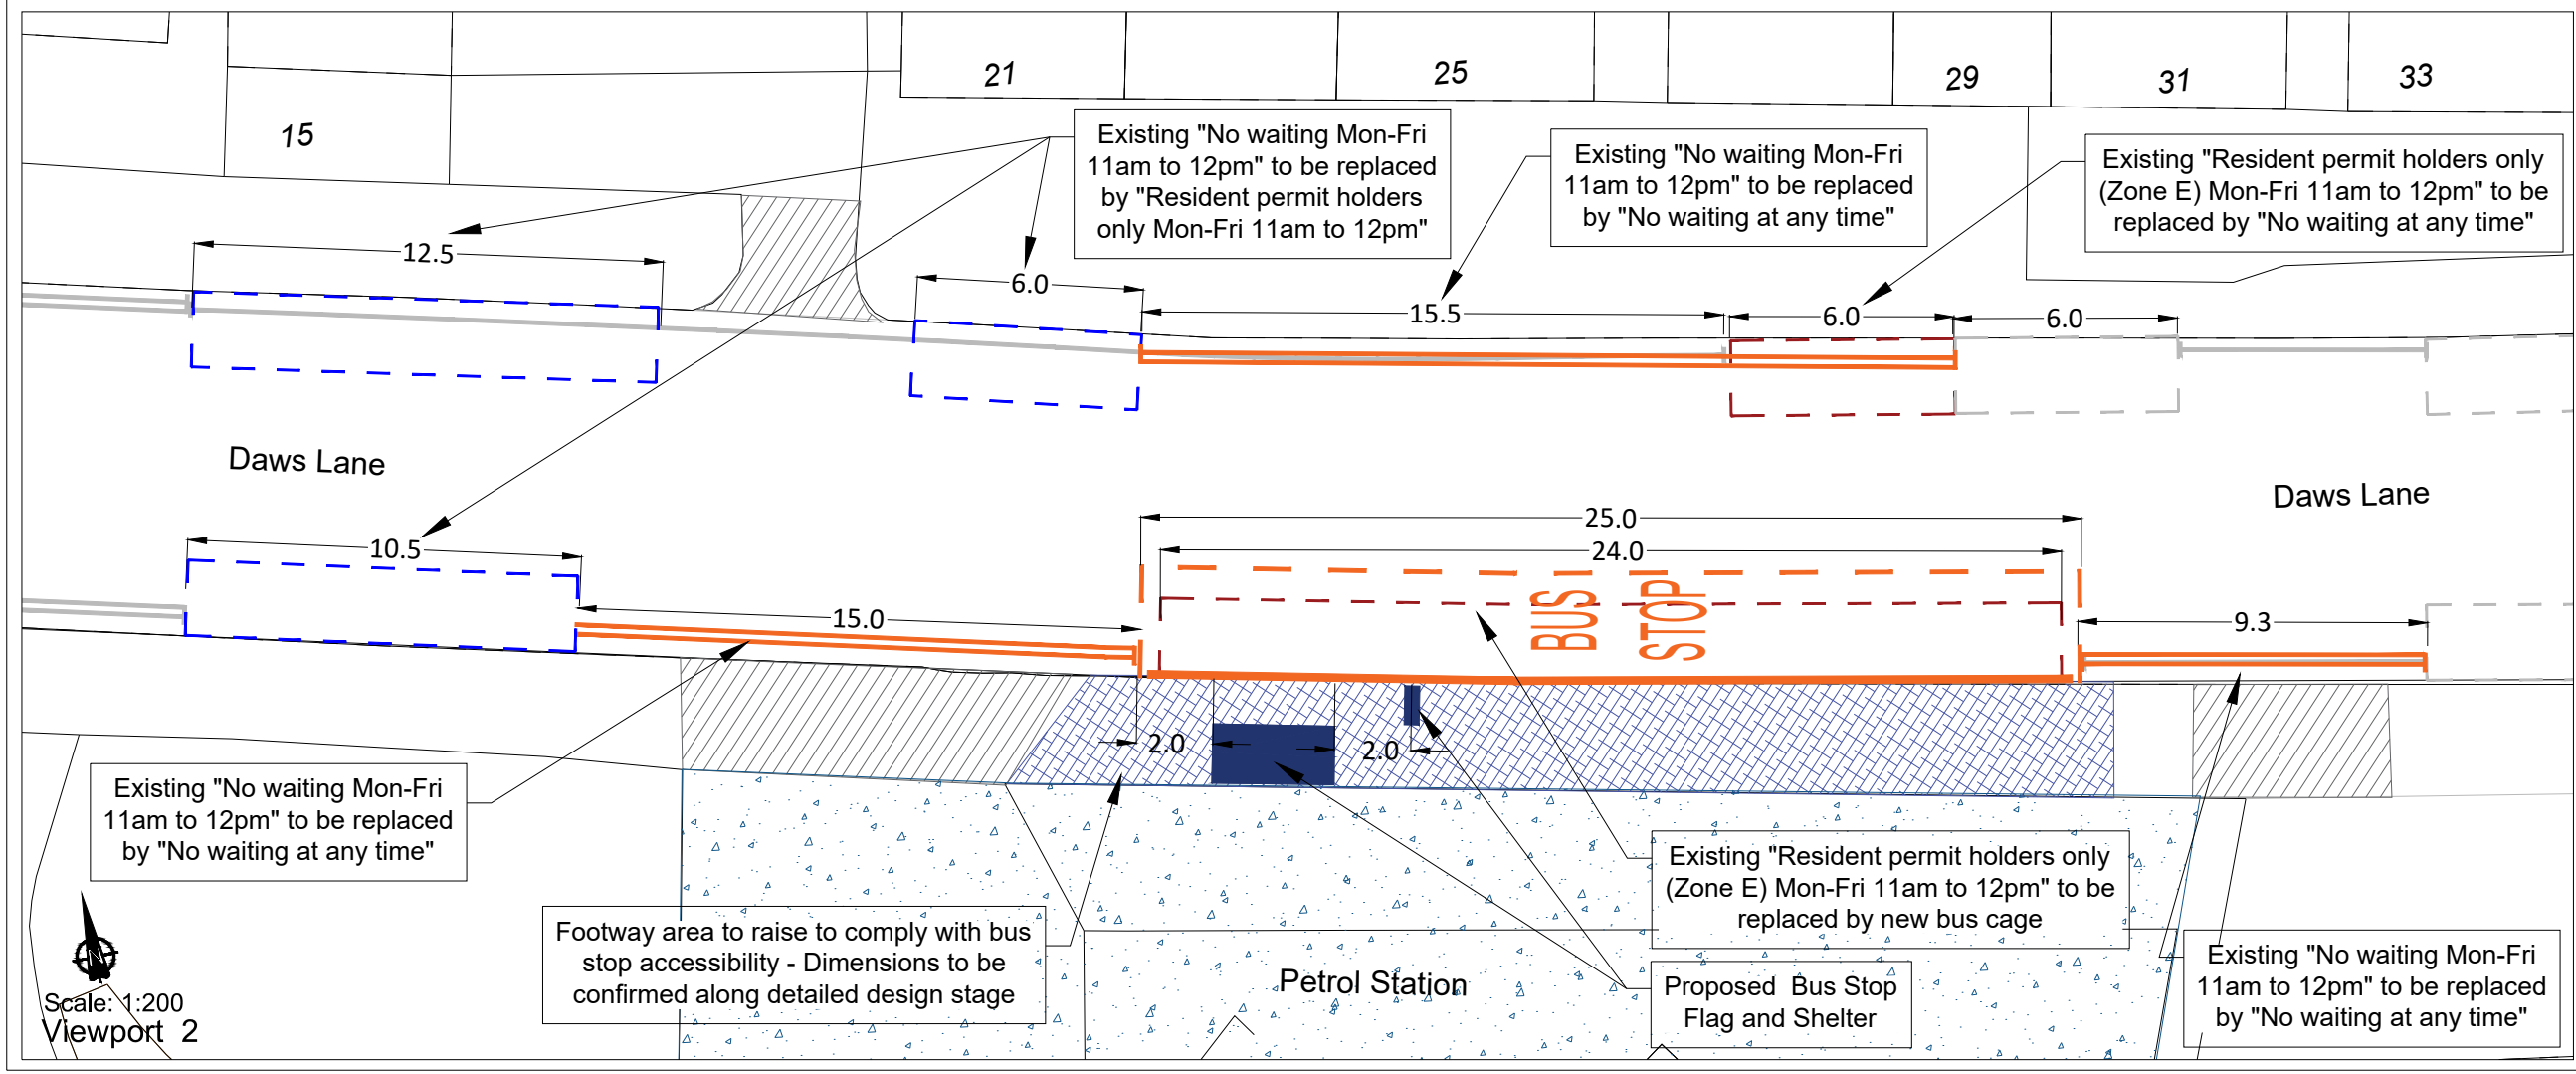 21
25
29
31
33
15
Existing "No waiting Mon-Fri
11am to 12pm" to be replaced
by "Resident permit holders
only Mon-Fri 11am to 12pm"
Existing "No waiting Mon-Fri
11am to 12pm" to be replaced
by "No waiting at any time"
Existing "Resident permit holders only
(Zone E) Mon-Fri 11am to 12pm" to be
replaced by "No waiting at any time"
12.5
6.0
15.5
6.0
6.0
Daws Lane
Daws Lane
10.5
15.0
25.0
24.0
BUS
STOP
9.3
2.0
2.0
Existing "No waiting Mon-Fri
11am to 12pm" to be replaced
by "No waiting at any time"
Footway area to raise to comply with bus
stop accessibility - Dimensions to be
confirmed along detailed design stage
Existing "Resident permit holders only
(Zone E) Mon-Fri 11am to 12pm" to be
replaced by new bus cage
Petrol Station
Proposed Bus Stop
Flag and Shelter
Existing "No waiting Mon-Fri
11am to 12pm" to be replaced
by "No waiting at any time"
N
Scale: 1:200
Viewport 2